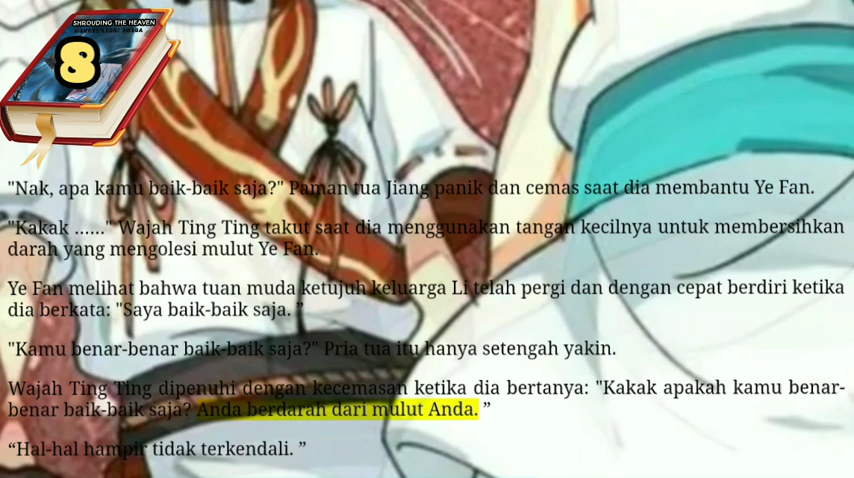 SHROUDING THE HEAVEN
8
"Nak, apa kamu baik-baik saja?" Paman tua Jiang panik dan cemas saat dia membantu Ye Fan.
"Kakak ......" Wajah Ting Ting takut saat dia menggunakan tangan kecilnya untuk membersihkan
darah yang mengolesi mulut Ye Fan.
Ye Fan melihat bahwa tuan muda ketujuh keluarga Li telah pergi dan dengan cepat berdiri ketika
dia berkata: "Saya baik-baik saja. ”
"Kamu benar-benar baik-baik saja?" Pria tua itu hanya setengah yakin.
Wajah Ting Ting dipenuhi dengan kecemasan ketika dia bertanya: "Kakak apakah kamu benar-
benar baik-baik saja? Anda berdarah dari mulut Anda. ”
“Hal-hal hampir tidak terkendali. ”